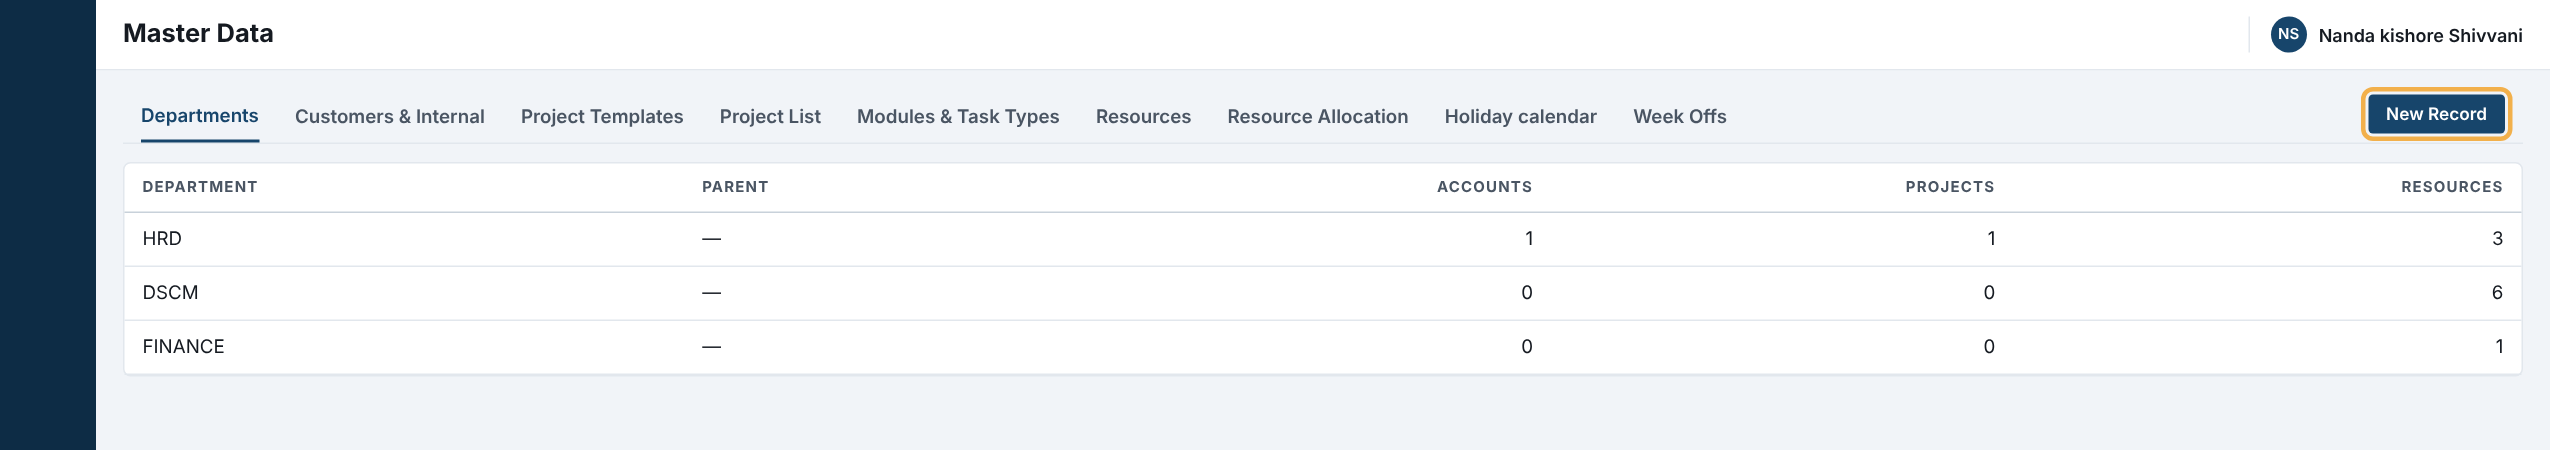 Master Data
NS Nanda kishore Shivvani
Departments Customers & Internal Project Templates Project List Modules & Task Types Resources Resource Allocation Holiday calendar Week Offs New Record
DEPARTMENT PARENT ACCOUNTS PROJECTS RESOURCES
HRD — 1 1 3
DSCM — 0 0 6
FINANCE — 0 0 1